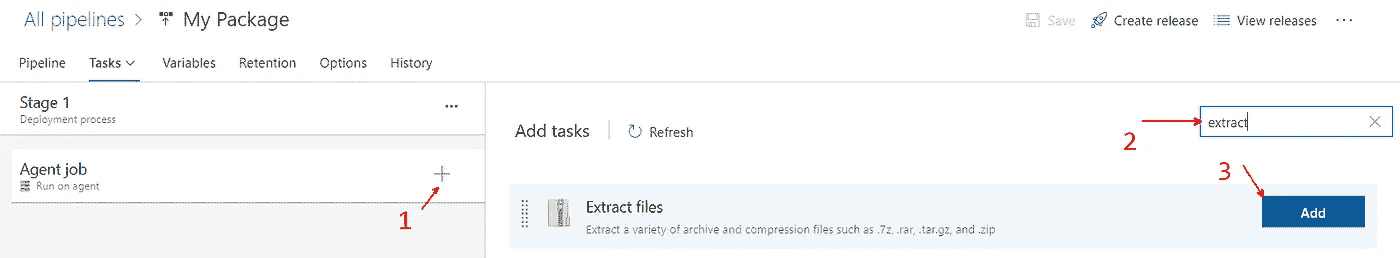 All pipelines > My Package
Save Create release View releases ...
Pipeline Tasks Variables Retention Options History
Stage 1
Deployment process
...
Add tasks Refresh
extract
2
Agent job
Run on agent
1
3
Extract files
Extract a variety of archive and compression files such as .7z, .rar, .tar.gz, and .zip
Add